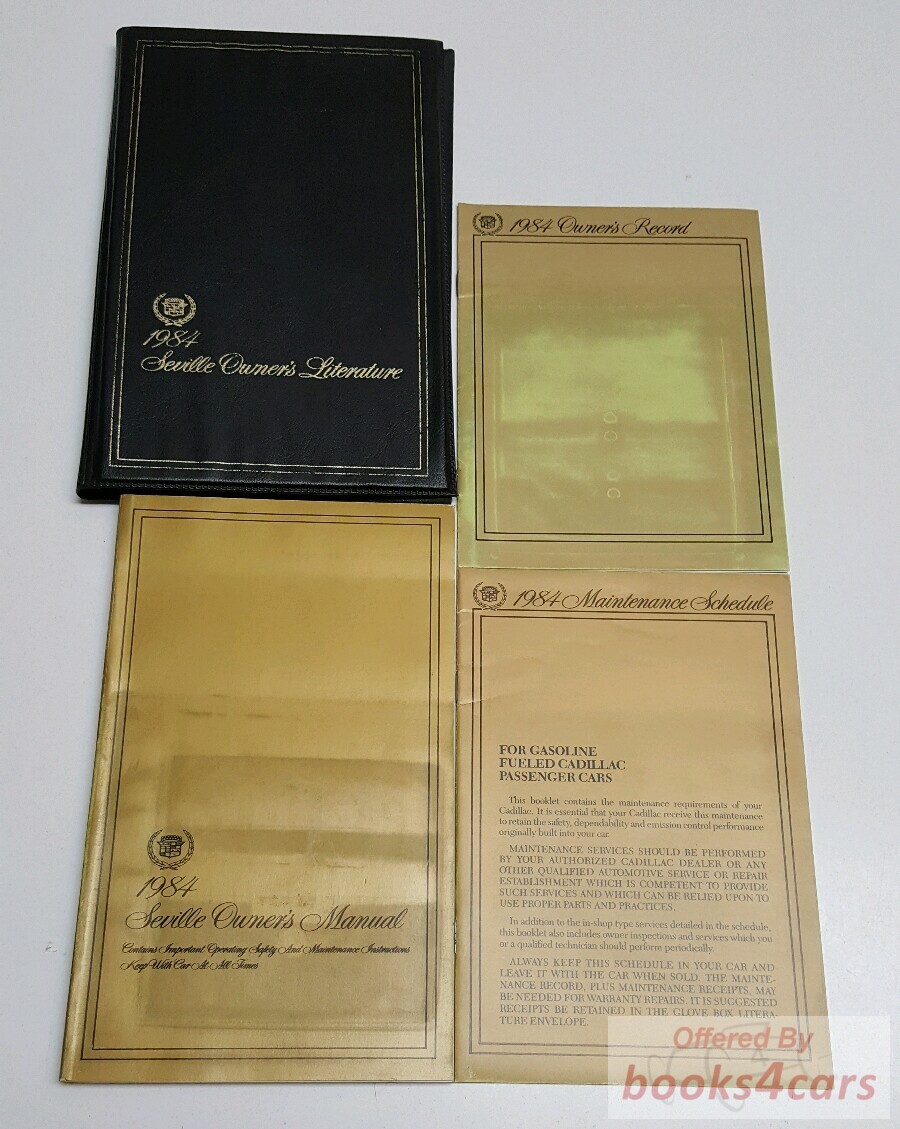 1984
Seville Owner's Literature
1984 Owner's Record
1984
Seville Owner's Manual
Contains Important Operating Safety And Maintenance Instructions
Keep With Car At All Times
1984 Maintenance Schedule
FOR GASOLINE
FUELED CADILLAC
PASSENGER CARS
This booklet contains the maintenance requirements of your
Cadillac. It is essential that your Cadillac receive this maintenance
to retain the safety, dependability and emission control performance
originally built into your car.
MAINTENANCE SERVICES SHOULD BE PERFORMED
BY YOUR AUTHORIZED CADILLAC DEALER OR ANY
OTHER QUALIFIED AUTOMOTIVE SERVICE OR REPAIR
ESTABLISHMENT WHICH IS COMPETENT TO PROVIDE
SUCH SERVICES AND WHICH CAN BE RELIED UPON TO
USE PROPER PARTS AND PRACTICES.
In addition to the in-shop type services detailed in the schedule,
this booklet also includes owner inspections and services which you
or a qualified technician should perform periodically.
ALWAYS KEEP THIS SCHEDULE IN YOUR CAR AND
LEAVE IT WITH THE CAR WHEN SOLD. THE MAINTE-
NANCE RECORD, PLUS MAINTENANCE RECEIPTS, MAY
BE NEEDED FOR WARRANTY REPAIRS. IT IS SUGGESTED
RECEIPTS BE RETAINED IN THE GLOVE BOX LITERA-
TURE ENVELOPE.
Offered By
books4cars